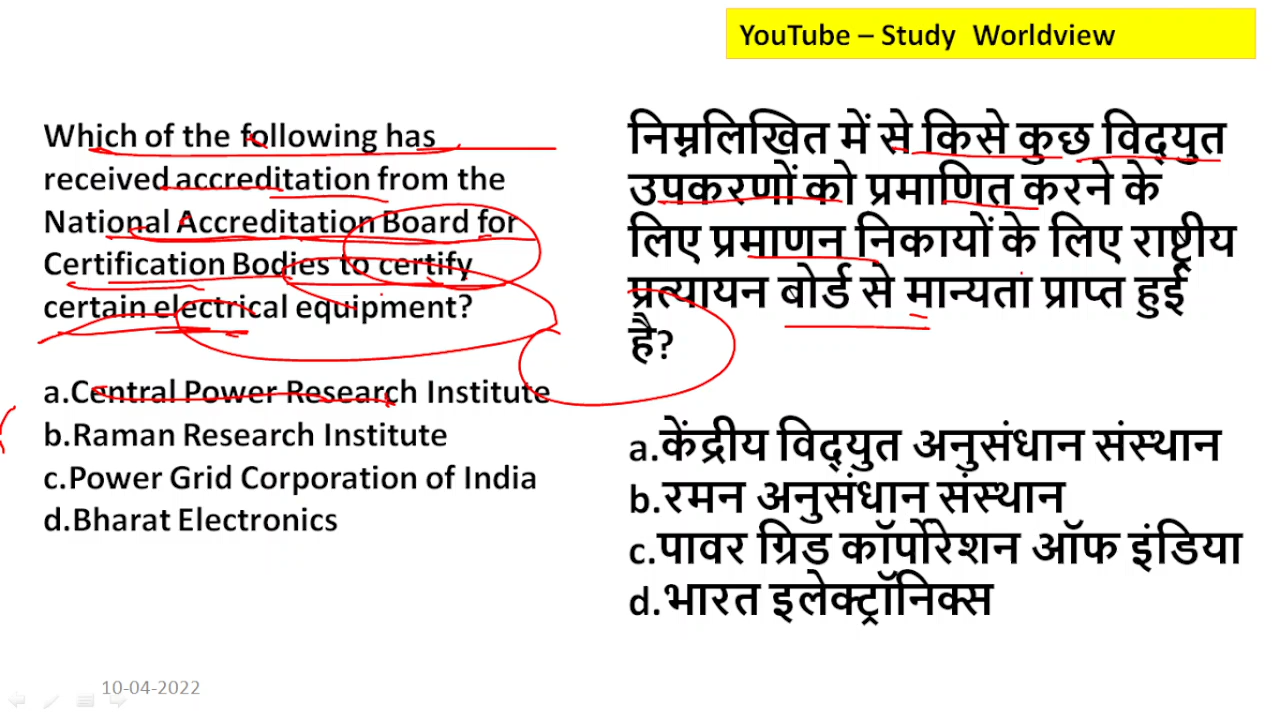 YouTube – Study Worldview
Which of the following has
received accreditation from the
National Accreditation Board for
Certification Bodies to certify
certain electrical equipment?
a.Central Power Research Institute
b.Raman Research Institute
c.Power Grid Corporation of India
d.Bharat Electronics
निम्नलिखित में से किसे कुछ विद्युत
उपकरणों को प्रमाणित करने के
लिए प्रमाणन निकायों के लिए राष्ट्रीय
प्रत्यायन बोर्ड से मान्यता प्राप्त हुई
है?
a.केंद्रीय विद्युत अनुसंधान संस्थान
b.रमन अनुसंधान संस्थान
c.पावर ग्रिड कॉर्पोरेशन ऑफ इंडिया
d.भारत इलेक्ट्रॉनिक्स
10-04-2022